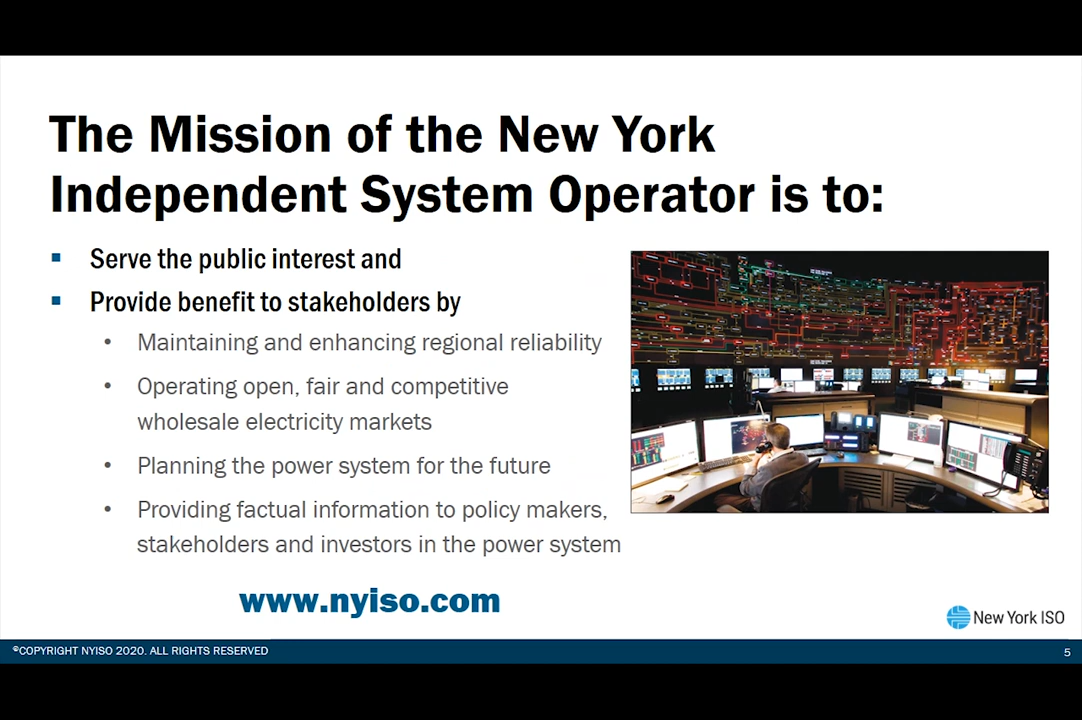 The Mission of the New York
Independent System Operator is to:
▪ Serve the public interest and
▪ Provide benefit to stakeholders by
• Maintaining and enhancing regional reliability
• Operating open, fair and competitive
wholesale electricity markets
• Planning the power system for the future
• Providing factual information to policy makers,
stakeholders and investors in the power system
www.nyiso.com
New York ISO
©COPYRIGHT NYISO 2020. ALL RIGHTS RESERVED
5